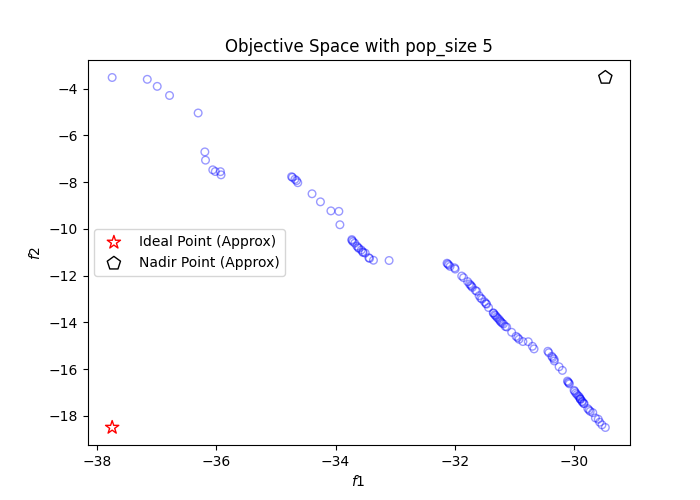 Objective Space with pop_size 5
f2
−4
−6
−8
−10
−12
−14
−16
−18
Ideal Point (Approx)
Nadir Point (Approx)
−38
−36
−34
−32
−30
f1